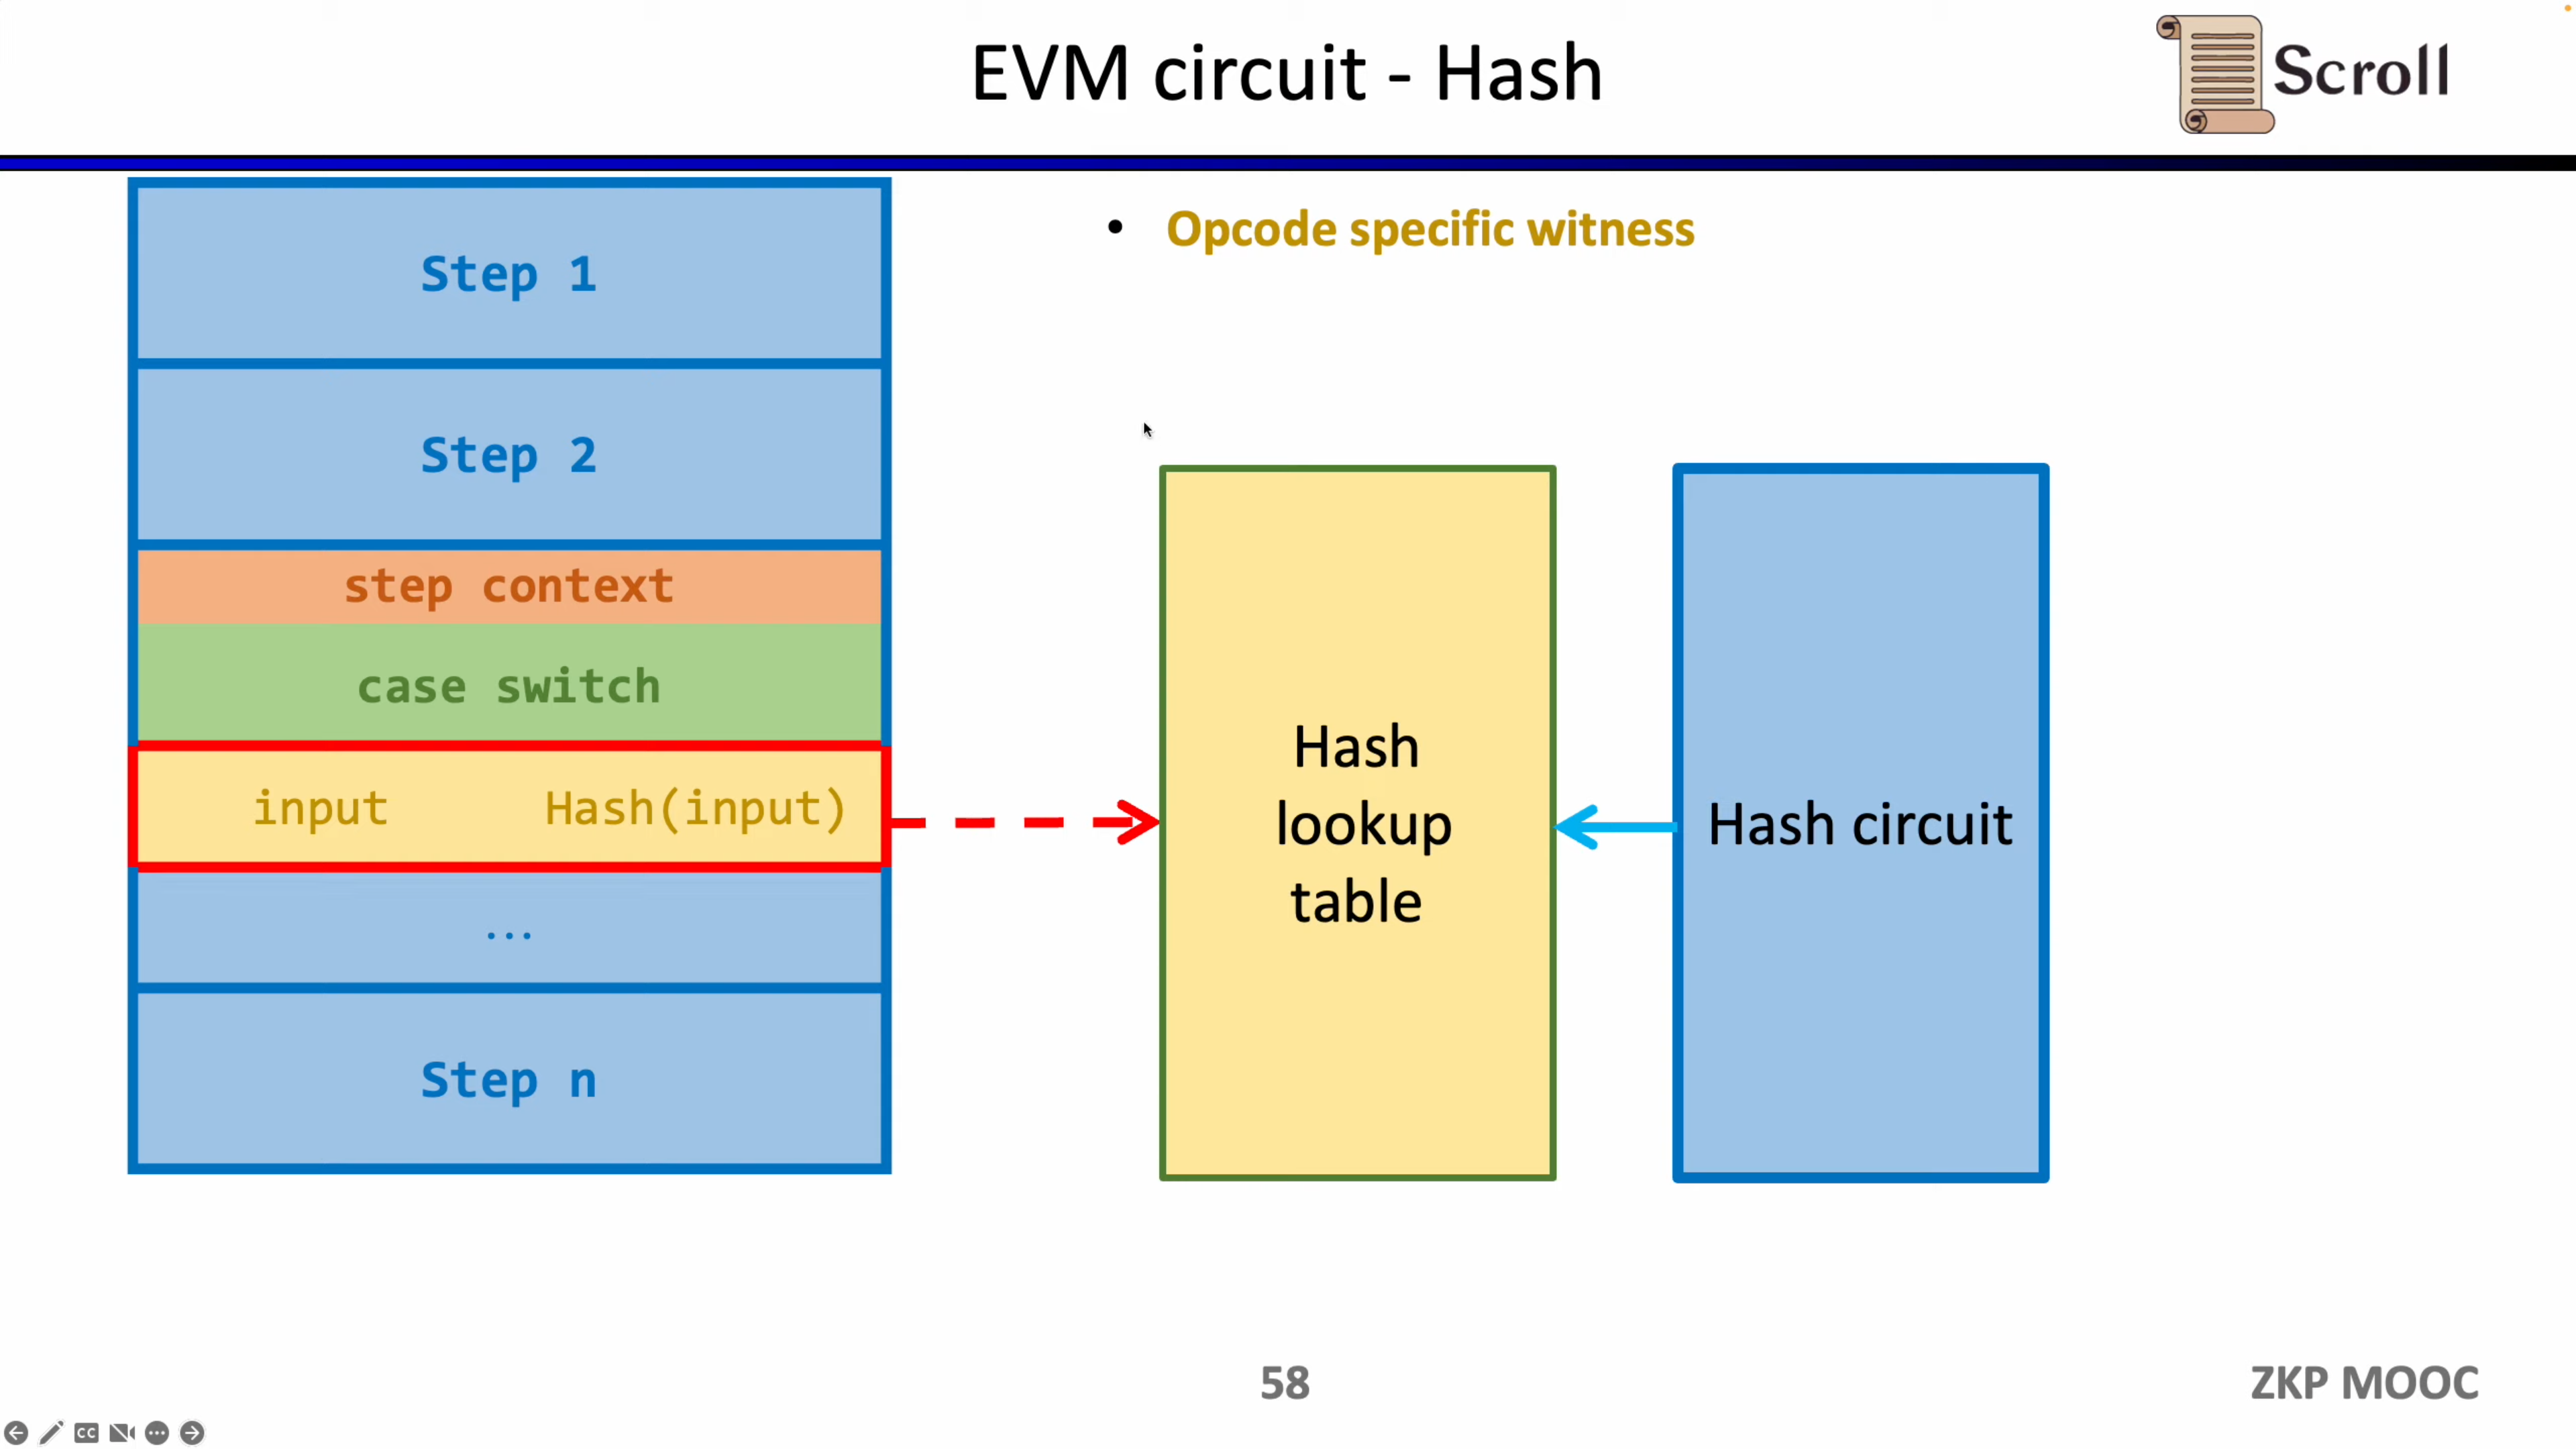 EVM circuit - Hash
Scroll
Step 1
Step 2
step context
case switch
input Hash(input)
...
Step n
• Opcode specific witness
Hash
lookup
table
Hash circuit
58
ZKP MOOC
CC